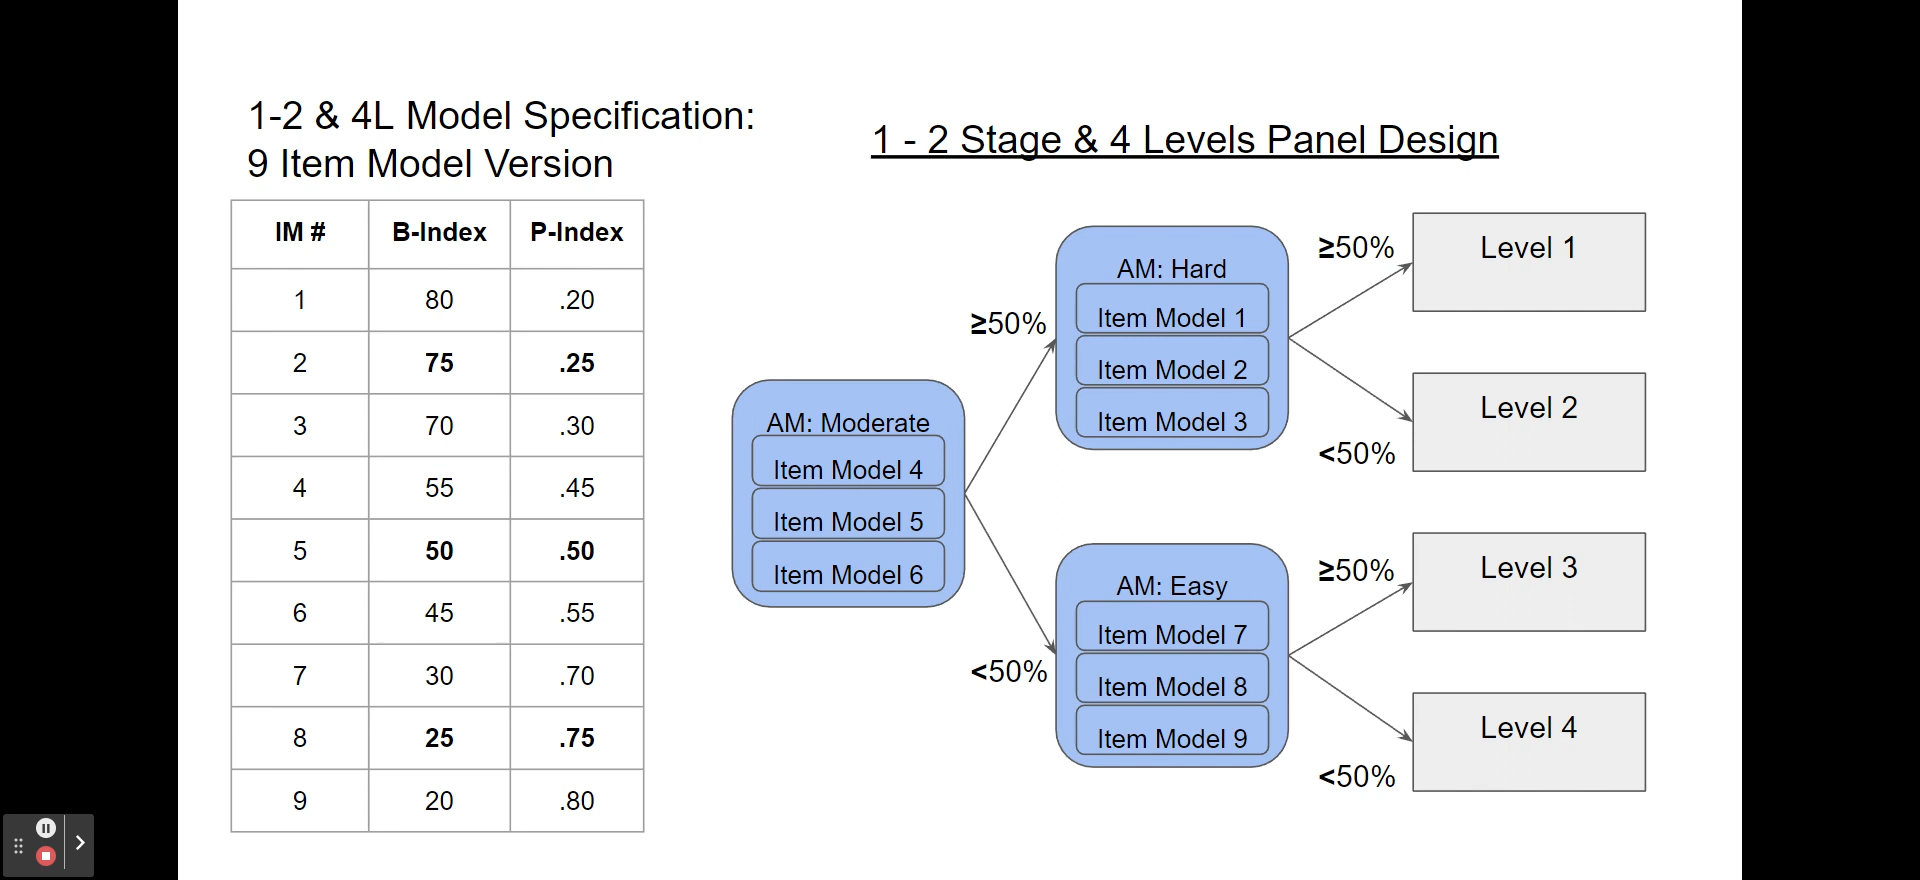 1-2 & 4L Model Specification:
9 Item Model Version
IM # B-Index P-Index
1 80 .20
2 75 .25
3 70 .30
4 55 .45
5 50 .50
6 45 .55
7 30 .70
8 25 .75
9 20 .80
1 - 2 Stage & 4 Levels Panel Design
AM: Moderate
Item Model 4
Item Model 5
Item Model 6
≥50%
<50%
AM: Hard
Item Model 1
Item Model 2
Item Model 3
AM: Easy
Item Model 7
Item Model 8
Item Model 9
≥50%
<50%
≥50%
<50%
Level 1
Level 2
Level 3
Level 4